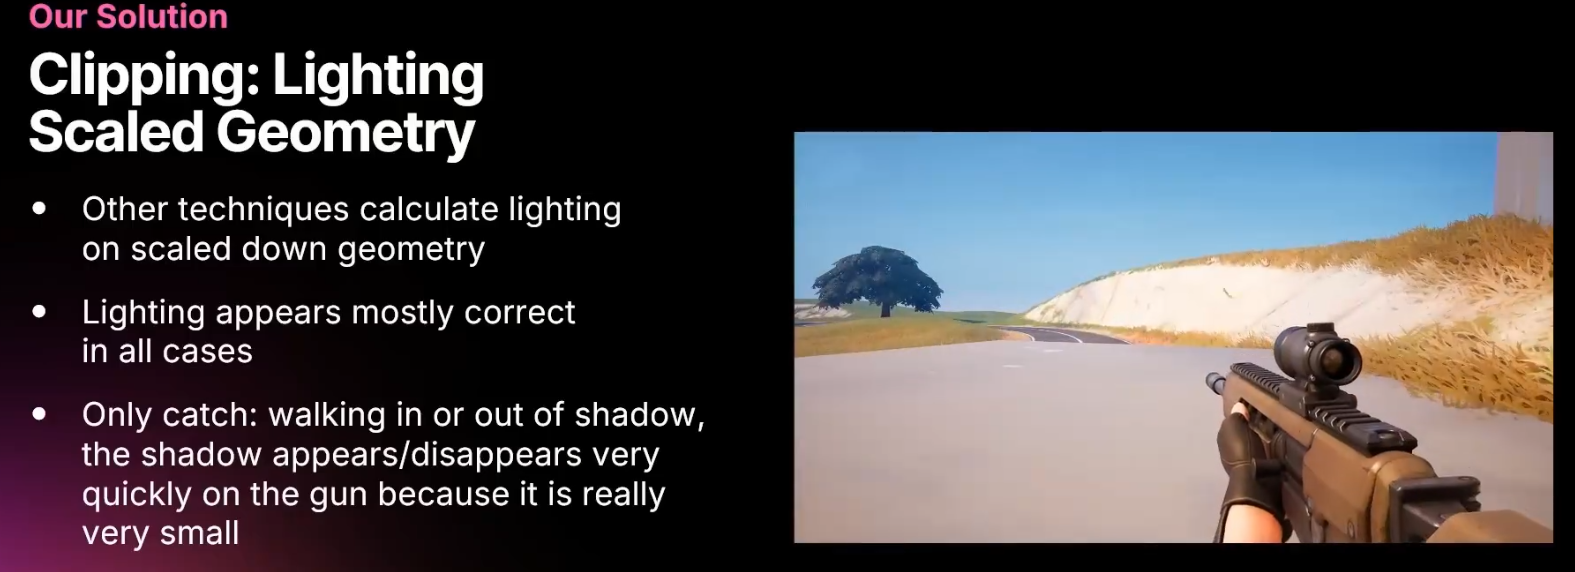 Our Solution
Clipping: Lighting
Scaled Geometry
• Other techniques calculate lighting
on scaled down geometry
• Lighting appears mostly correct
in all cases
• Only catch: walking in or out of shadow,
the shadow appears/disappears very
quickly on the gun because it is really
very small